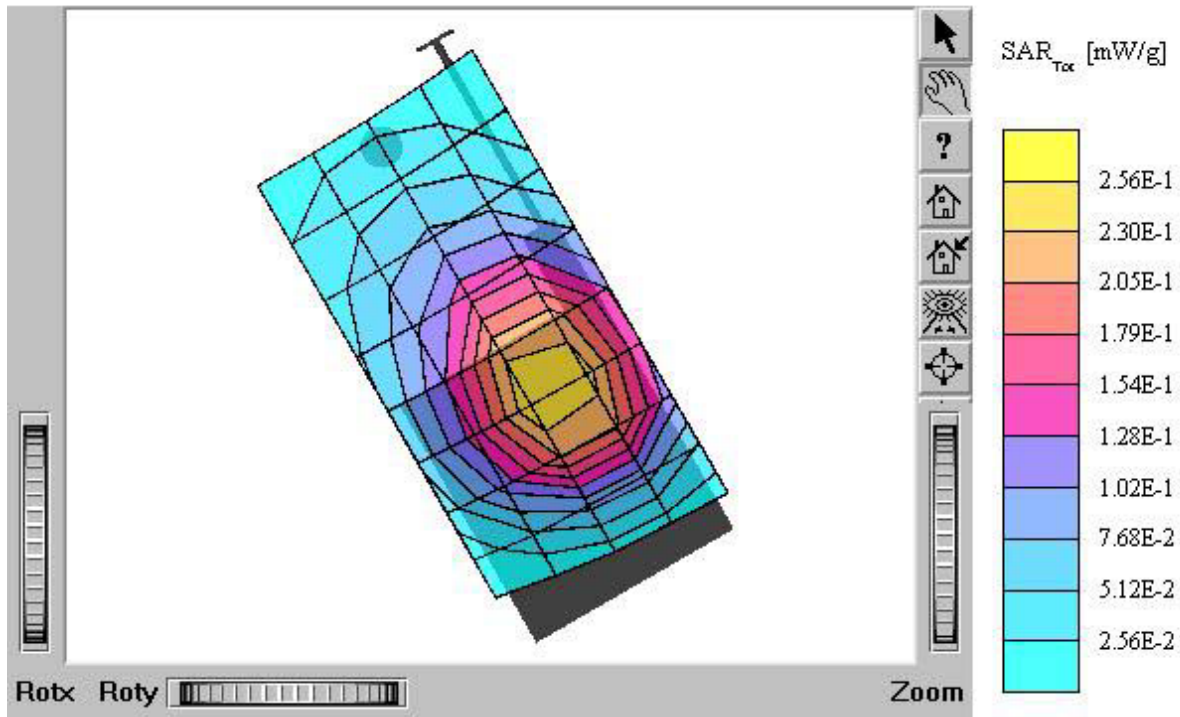 SAR_Tot [mW/g]
?
2.56E-1
2.30E-1
2.05E-1
1.79E-1
1.54E-1
1.28E-1
1.02E-1
7.68E-2
5.12E-2
2.56E-2
Rotx Roty Zoom